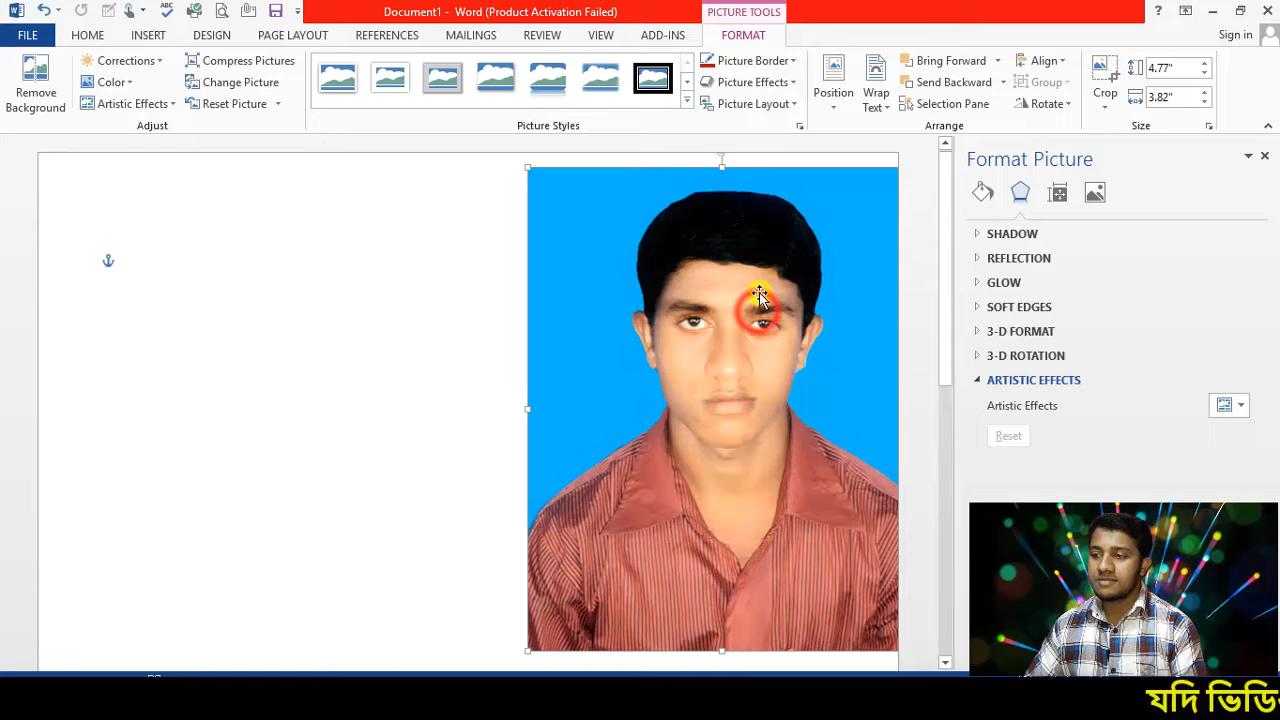 Document1 - Word (Product Activation Failed)
PICTURE TOOLS
?
FILE
HOME
INSERT
DESIGN
PAGE LAYOUT
REFERENCES
MAILINGS
REVIEW
VIEW
ADD-INS
FORMAT
Sign in
Remove
Background
Corrections
Color
Artistic Effects
Compress Pictures
Change Picture
Reset Picture
Adjust
Picture Styles
Picture Border
Picture Effects
Picture Layout
Position
Wrap
Text
Bring Forward
Send Backward
Selection Pane
Align
Group
Rotate
Arrange
Crop
4.77"
3.82"
Size
Format Picture
SHADOW
REFLECTION
GLOW
SOFT EDGES
3-D FORMAT
3-D ROTATION
ARTISTIC EFFECTS
Artistic Effects
Reset
যদি ভিডি